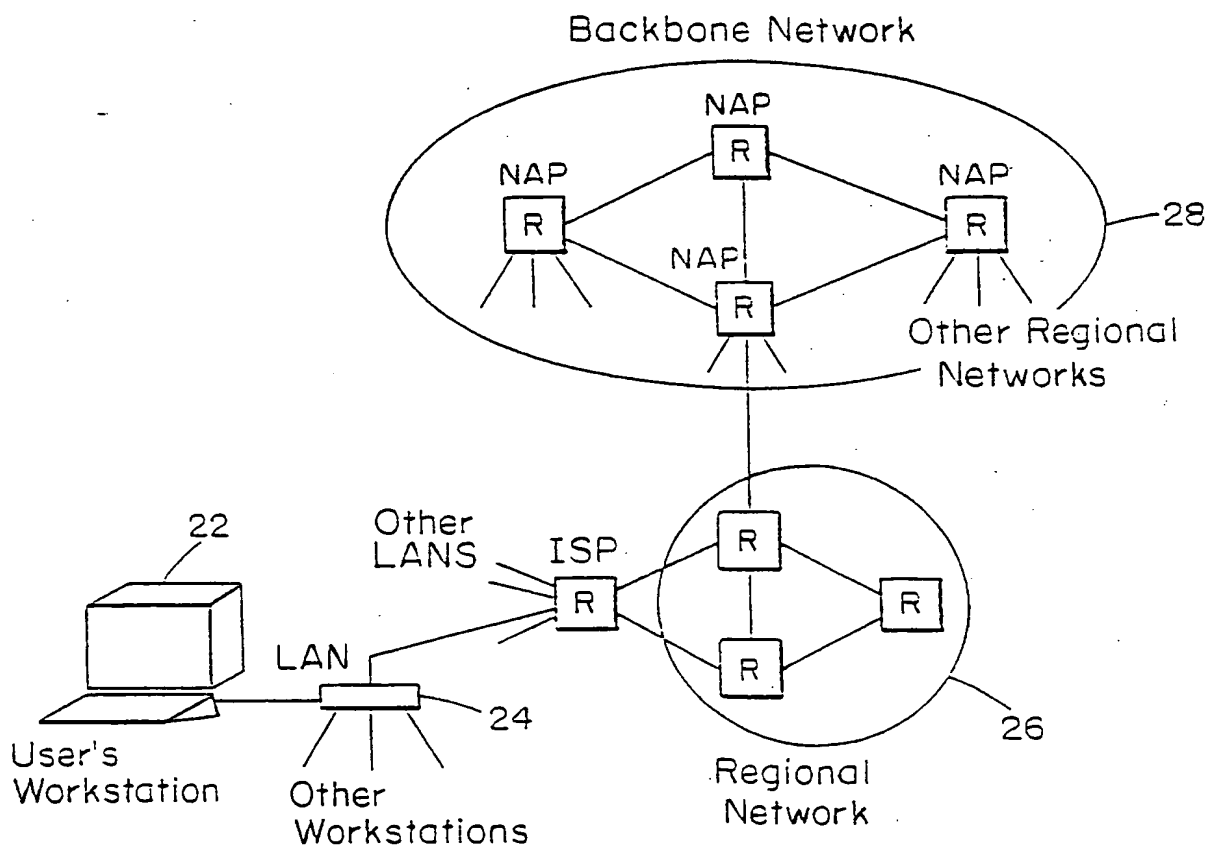 Backbone Network
NAP
R
NAP
R
NAP
R
28
NAP
R
Other Regional
Networks
Other
LANS
ISP
R
R
R
R
22
LAN
24
26
User's
Workstation
Other
Workstations
Regional
Network